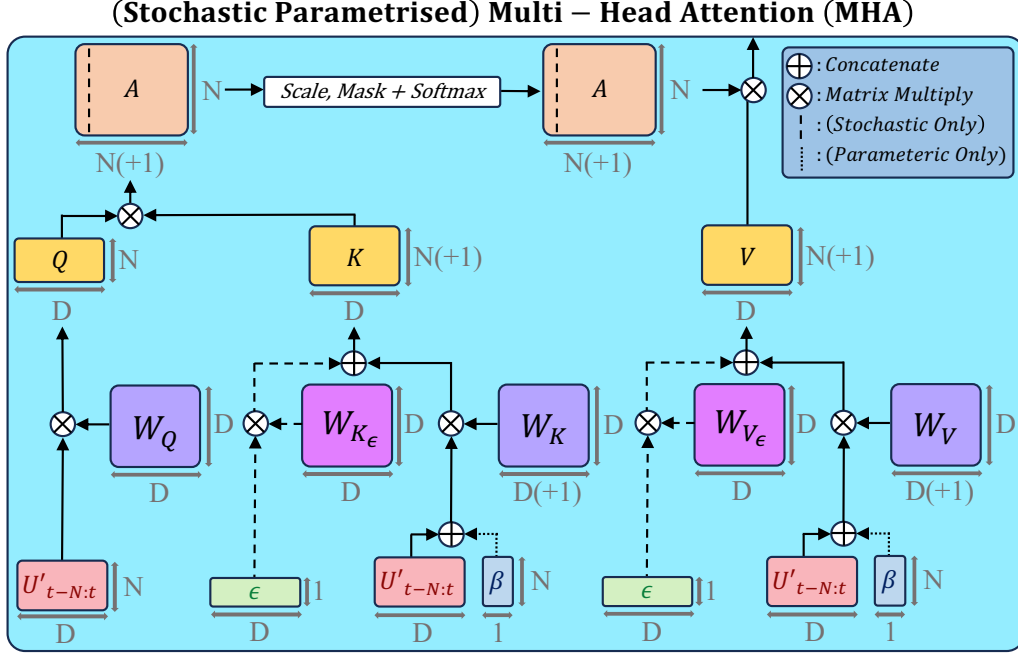 (Stochastic Parametrised) Multi − Head Attention (MHA)
A
N
Scale, Mask + Softmax
A
N
⊕ : Concatenate
⊗ : Matrix Multiply
: (Stochastic Only)
: (Parameteric Only)
N(+1)
N(+1)
Q
N
K
N(+1)
V
N(+1)
D
D
D
W_Q
D
W_{K_ϵ}
D
W_K
D
W_{V_ϵ}
D
W_V
D
D
D
D(+1)
D
D(+1)
U'_{t−N:t}
N
ϵ
1
U'_{t−N:t}
β
N
ϵ
1
U'_{t−N:t}
β
N
D
D
D
1
D
D
1